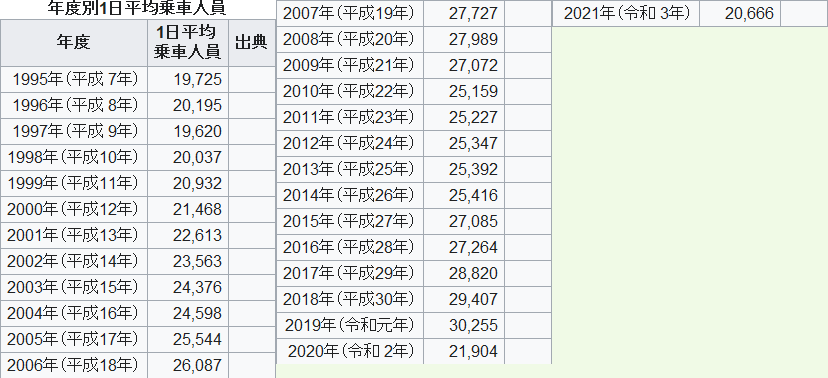 年度別1日平均乗車人員
年度 1日平均乗車人員 出典
1995年(平成 7年) 19,725
1996年(平成 8年) 20,195
1997年(平成 9年) 19,620
1998年(平成10年) 20,037
1999年(平成11年) 20,932
2000年(平成12年) 21,468
2001年(平成13年) 22,613
2002年(平成14年) 23,563
2003年(平成15年) 24,376
2004年(平成16年) 24,598
2005年(平成17年) 25,544
2006年(平成18年) 26,087
2007年(平成19年) 27,727
2008年(平成20年) 27,989
2009年(平成21年) 27,072
2010年(平成22年) 25,159
2011年(平成23年) 25,227
2012年(平成24年) 25,347
2013年(平成25年) 25,392
2014年(平成26年) 25,416
2015年(平成27年) 27,085
2016年(平成28年) 27,264
2017年(平成29年) 28,820
2018年(平成30年) 29,407
2019年(令和元年) 30,255
2020年(令和 2年) 21,904
2021年(令和 3年) 20,666